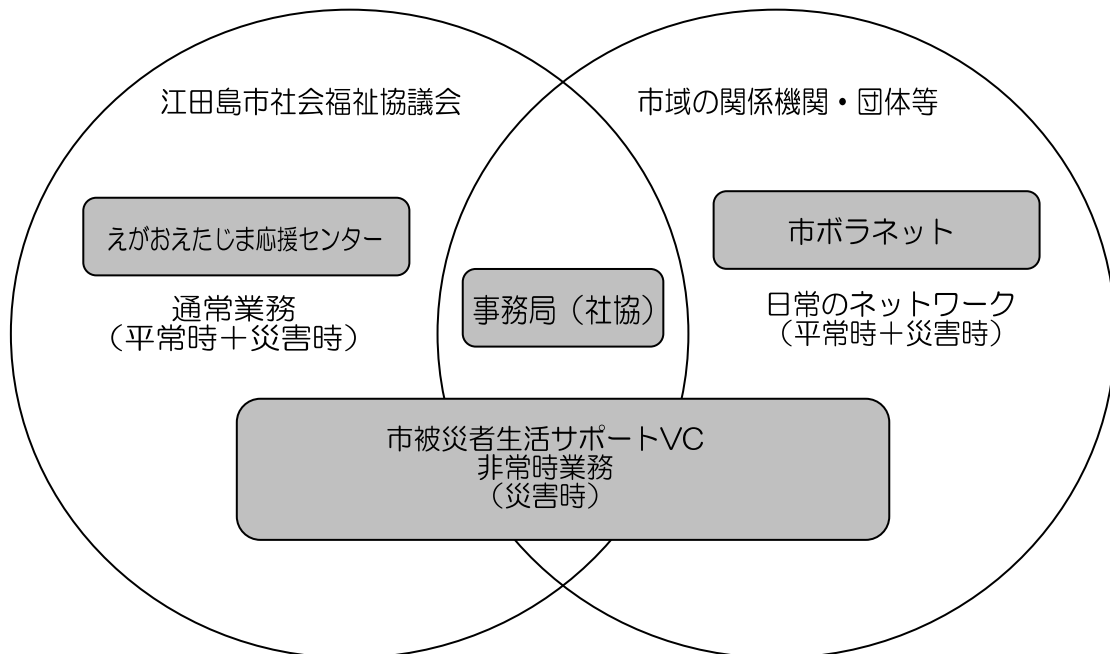 江田島市社会福祉協議会
市域の関係機関・団体等
えがおえたじま応援センター
通常業務
（平常時＋災害時）
市ボラネット
日常のネットワーク
（平常時＋災害時）
事務局（社協）
市被災者生活サポートVC
非常時業務
（災害時）